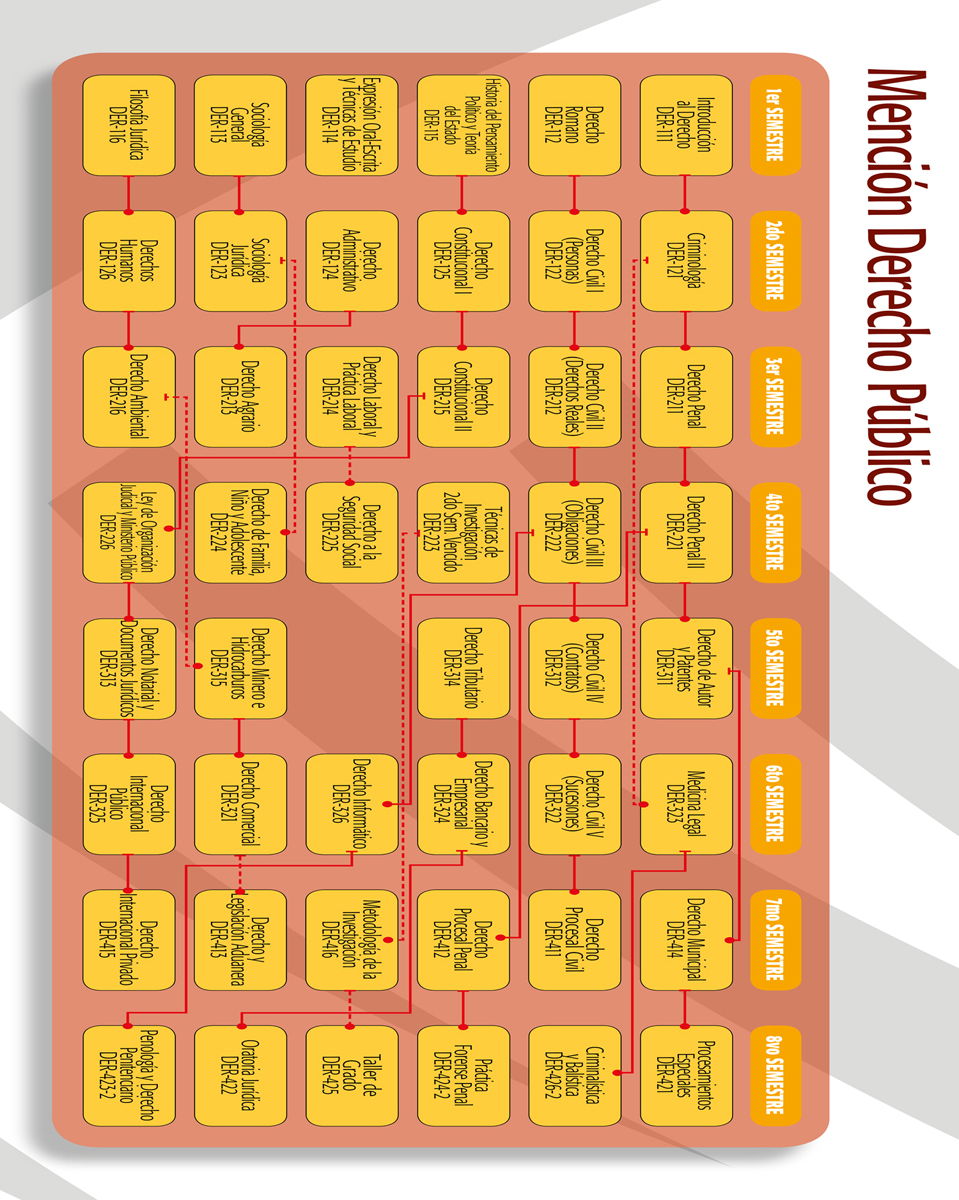 Mención Derecho Público
1er SEMESTRE
Introducción
al Derecho
DER-111
Derecho
Romano
DER-112
Historia del Pensamiento
Político y Teoría
del Estado
DER-115
Expresión Oral-Escrita
y Técnicas de Estudio
DER-114
Sociología
General
DER-113
Filosofía Jurídica
DER-116
2do SEMESTRE
Criminología
DER-121
Derecho Civil I
(Personas)
DER-122
Derecho
Constitucional I
DER-125
Derecho
Administrativo
DER-124
Sociología
Jurídica
DER-123
Derechos
Humanos
DER-126
3er SEMESTRE
Derecho Penal
DER-211
Derecho Civil II
(Derechos Reales)
DER-212
Derecho
Constitucional II
DER-215
Derecho Laboral y
Práctica Laboral
DER-214
Derecho Agrario
DER-213
Derecho Ambiental
DER-216
4to SEMESTRE
Derecho Penal II
DER-221
Derecho Civil III
(Obligaciones)
DER-222
Técnicas de
Investigación
2do Sem. Vencido
DER-223
Derecho a la
Seguridad Social
DER-225
Derecho de Familia,
Niño y Adolescente
DER-224
Ley de Organización
Judicial y Ministerio Público
DER-226
5to SEMESTRE
Derecho de Autor
y Patentes
DER-311
Derecho Civil IV
(Contatos)
DER-312
Derecho Tributario
DER-314
Derecho Minero e
Hidrocarburos
DER-315
Derecho Notarial y
Documentos Jurídicos
DER-313
6to SEMESTRE
Medicina Legal
DER-323
Derecho Civil V
(Sucesiones)
DER-322
Derecho Bancario y
Empresarial
DER-324
Derecho Informático
DER-326
Derecho Comercial
DER-321
Derecho
Internacional
Público
DER-325
7mo SEMESTRE
Derecho Municipal
DER-414
Derecho
Procesal Civil
DER-411
Derecho
Procesal Penal
DER-412
Metodología de la
Investigación
DER-416
Derecho y
Legislación Aduanera
DER-413
Derecho
Internacional Privado
DER-415
8vo SEMESTRE
Procesamientos
Especiales
DER-421
Criminalística
y Balística
DER-426-2
Práctica
Forense Penal
DER-424-2
Taller de
Grado
DER-425
Oratoria Jurídica
DER-422
Penología y Derecho
Penitenciario
DER-423-2